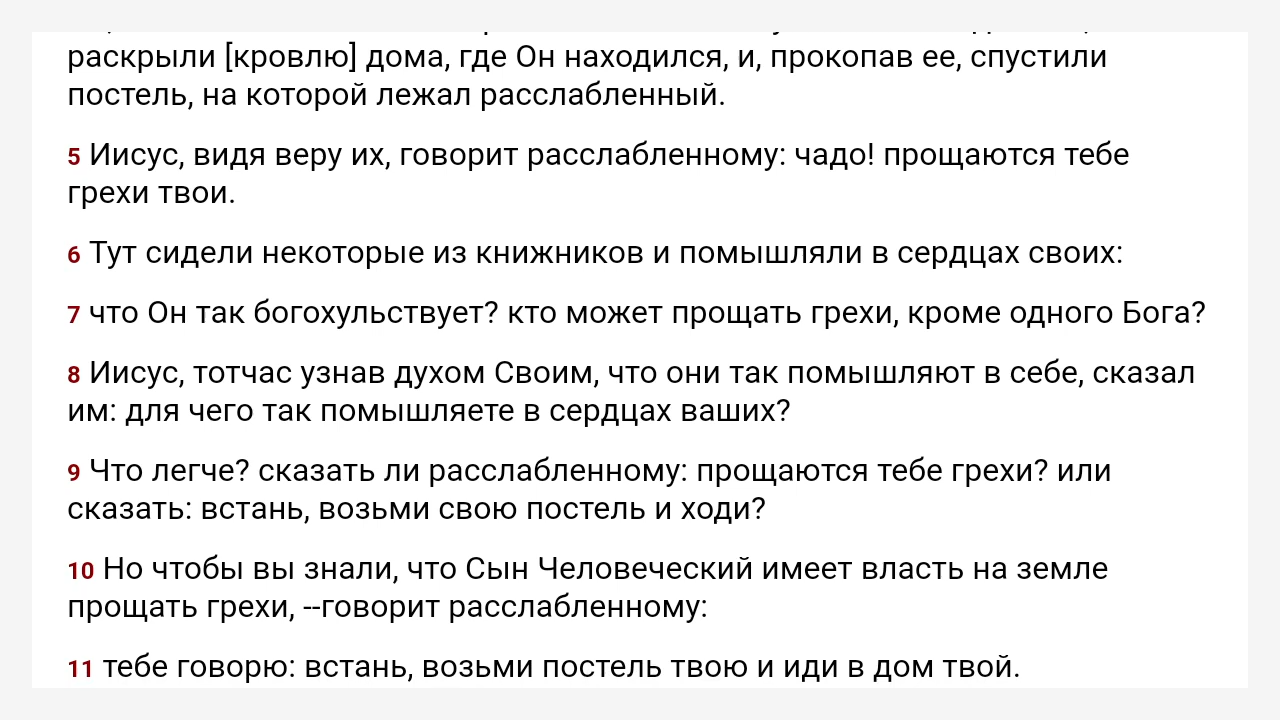 раскрыли [кровлю] дома, где Он находился, и, прокопав ее, спустили
постель, на которой лежал расслабленный.
5 Иисус, видя веру их, говорит расслабленному: чадо! прощаются тебе
грехи твои.
6 Тут сидели некоторые из книжников и помышляли в сердцах своих:
7 что Он так богохульствует? кто может прощать грехи, кроме одного Бога?
8 Иисус, тотчас узнав духом Своим, что они так помышляют в себе, сказал
им: для чего так помышляете в сердцах ваших?
9 Что легче? сказать ли расслабленному: прощаются тебе грехи? или
сказать: встань, возьми свою постель и ходи?
10 Но чтобы вы знали, что Сын Человеческий имеет власть на земле
прощать грехи, --говорит расслабленному:
11 тебе говорю: встань, возьми постель твою и иди в дом твой.